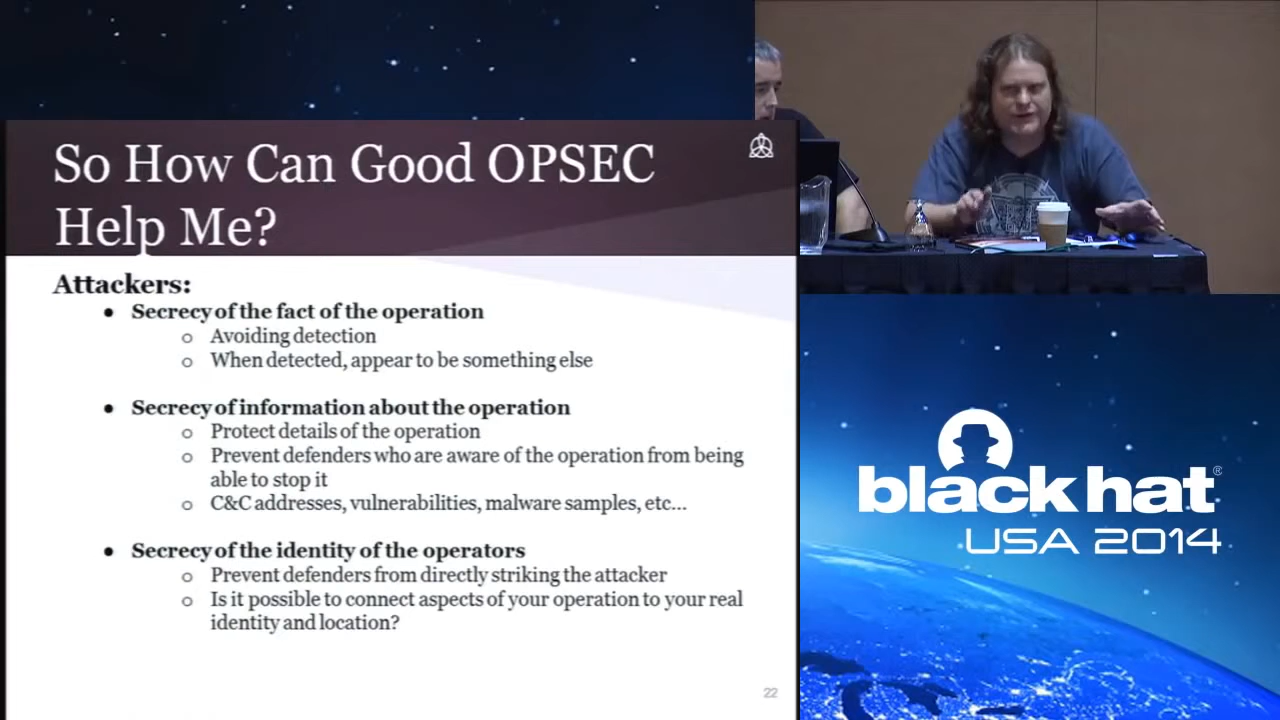 So How Can Good OPSEC
Help Me?
Attackers:
● Secrecy of the fact of the operation
o Avoiding detection
o When detected, appear to be something else
● Secrecy of information about the operation
o Protect details of the operation
o Prevent defenders who are aware of the operation from being
able to stop it
o C&C addresses, vulnerabilities, malware samples, etc...
● Secrecy of the identity of the operators
o Prevent defenders from directly striking the attacker
o Is it possible to connect aspects of your operation to your real
identity and location?
22
black hat®
USA 2014